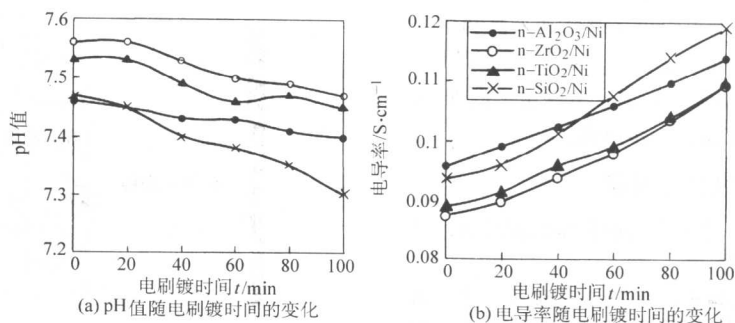 7.6
7.5
7.4
7.3
7.2
pH值
0 20 40 60 80 100
电刷镀时间t/min
(a) pH值随电刷镀时间的变化
0.12
0.11
0.1
0.09
0.08
电导率/S·cm⁻¹
n-Al₂O₃/Ni
n-ZrO₂/Ni
n-TiO₂/Ni
n-SiO₂/Ni
0 20 40 60 80 100
电刷镀时间t/min
(b) 电导率随电刷镀时间的变化